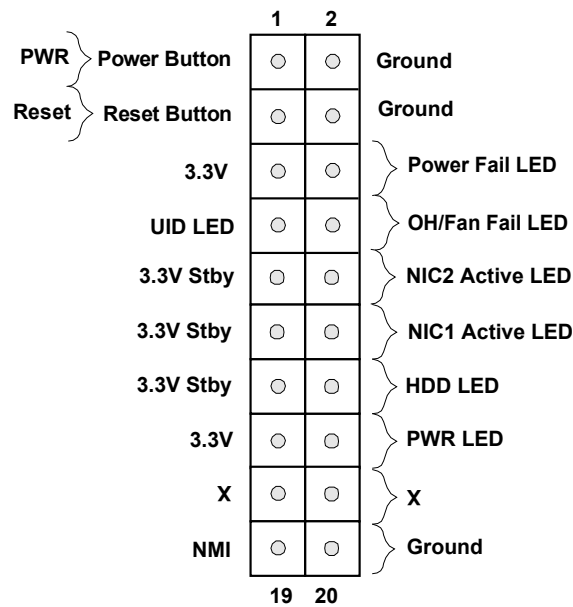 1 2
PWR Power Button Ground
Reset Reset Button Ground
3.3V Power Fail LED
UID LED OH/Fan Fail LED
3.3V Stby NIC2 Active LED
3.3V Stby NIC1 Active LED
3.3V Stby HDD LED
3.3V PWR LED
X X
NMI Ground
19 20